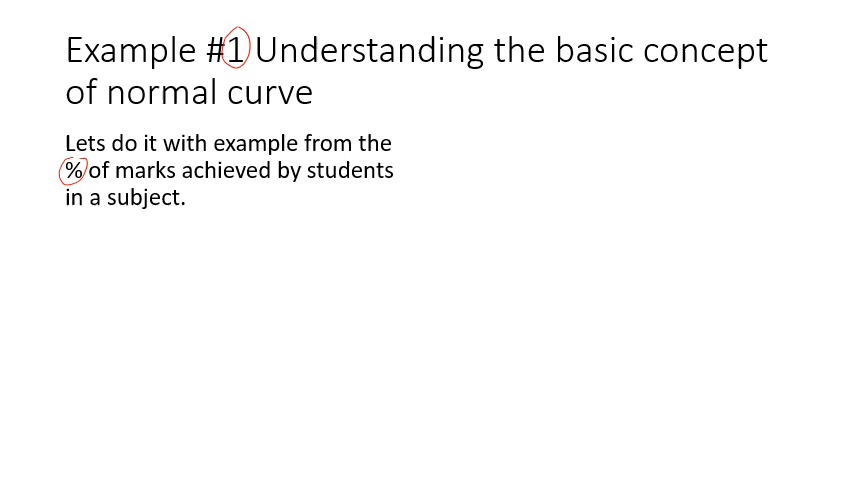 Example #1 Understanding the basic concept
of normal curve
Lets do it with example from the
% of marks achieved by students
in a subject.